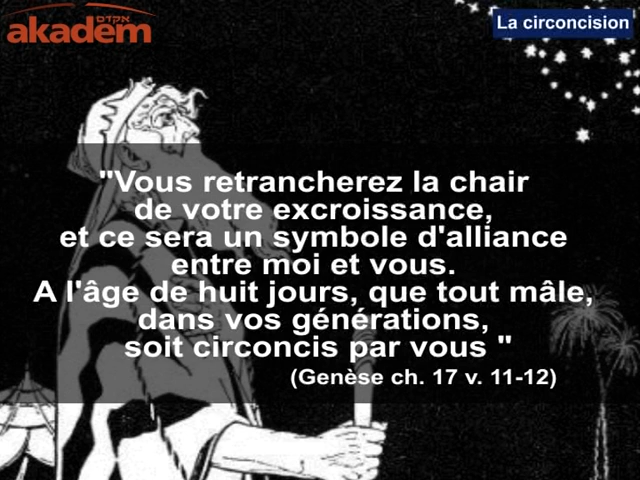 אקדם
akadem
La circoncision
"Vous retrancherez la chair
de votre excroissance,
et ce sera un symbole d'alliance
entre moi et vous.
A l'âge de huit jours, que tout mâle,
dans vos générations,
soit circoncis par vous "
(Genèse ch. 17 v. 11-12)